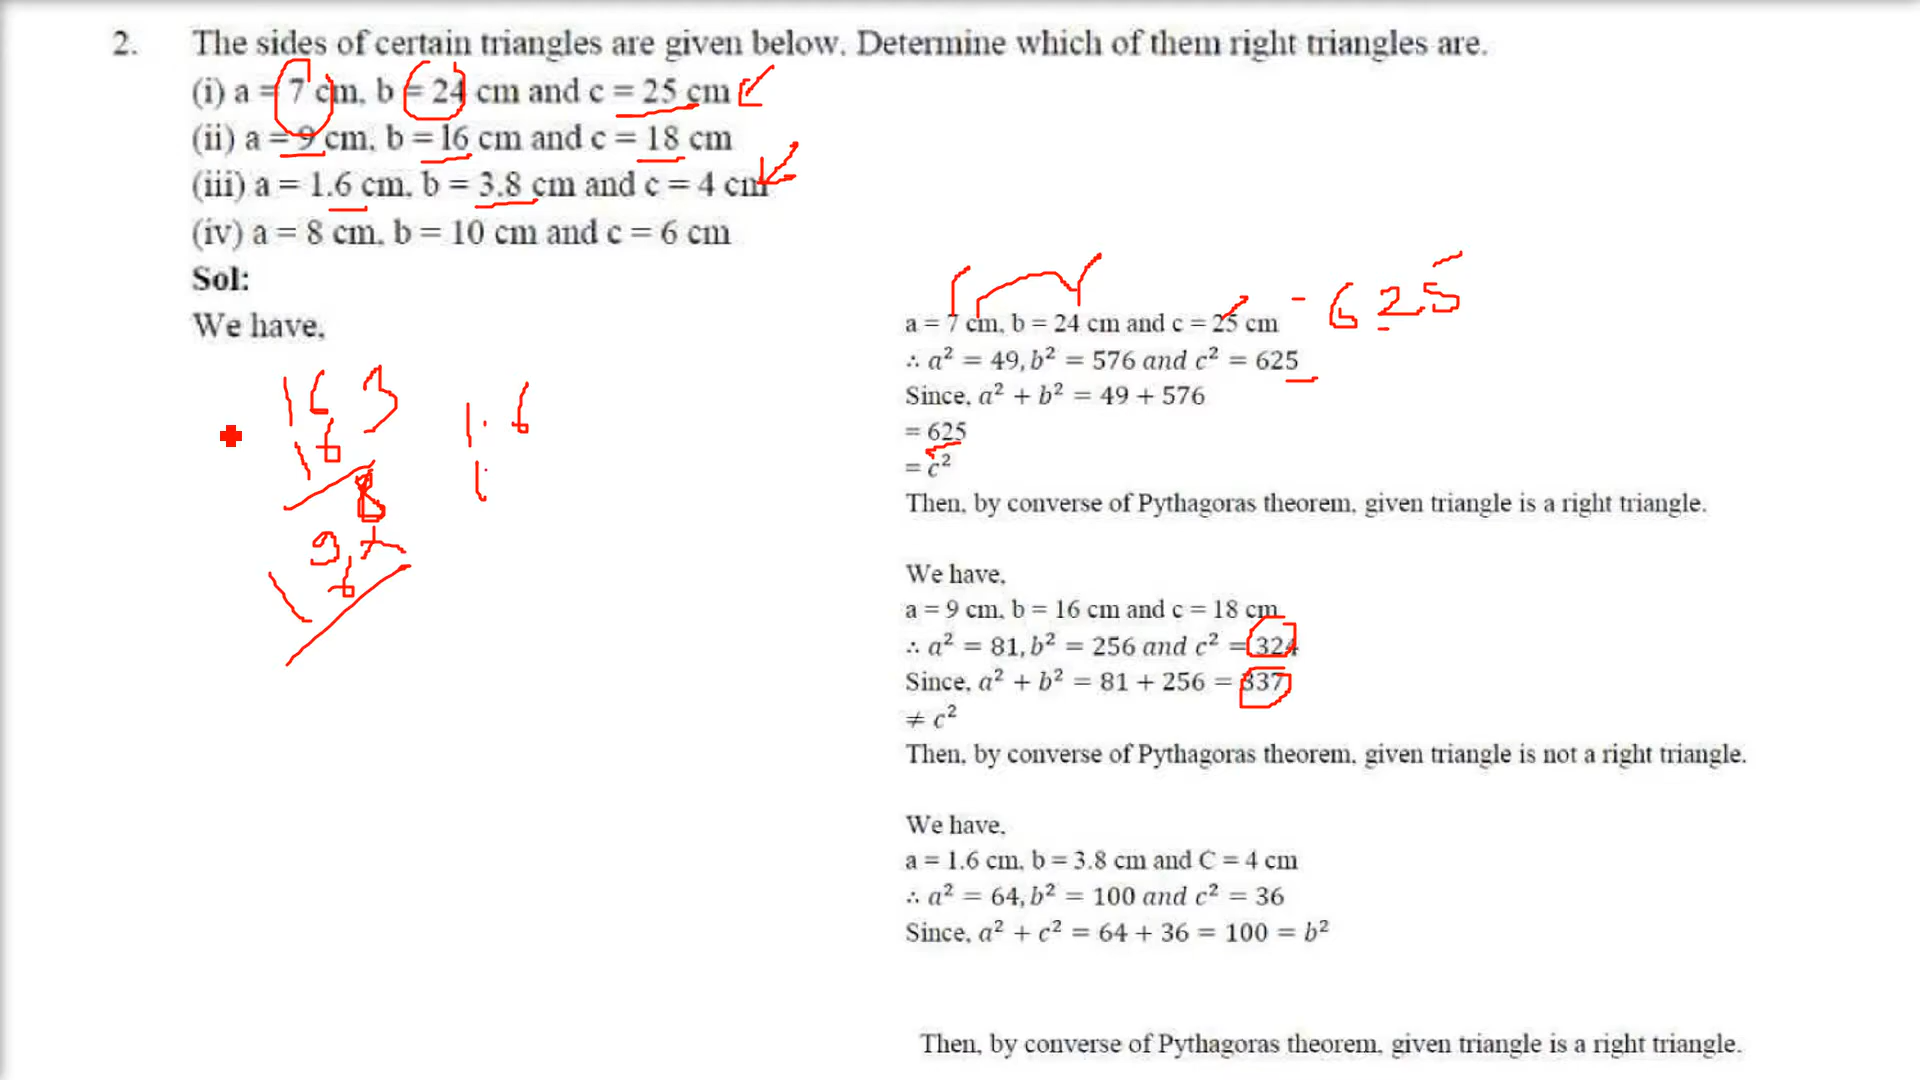 2. The sides of certain triangles are given below. Determine which of them right triangles are.
(i) a = 7 cm, b = 24 cm and c = 25 cm
(ii) a = 9 cm, b = 16 cm and c = 18 cm
(iii) a = 1.6 cm, b = 3.8 cm and c = 4 cm
(iv) a = 8 cm, b = 10 cm and c = 6 cm
Sol:
We have,
16 3
16
96
1.6
a = 7 cm, b = 24 cm and c = 25 cm - 625
∴ a² = 49, b² = 576 and c² = 625
Since, a² + b² = 49 + 576
= 625
= c²
Then, by converse of Pythagoras theorem, given triangle is a right triangle.
We have,
a = 9 cm, b = 16 cm and c = 18 cm
∴ a² = 81, b² = 256 and c² = 324
Since, a² + b² = 81 + 256 = 337
≠ c²
Then, by converse of Pythagoras theorem, given triangle is not a right triangle.
We have,
a = 1.6 cm, b = 3.8 cm and C = 4 cm
∴ a² = 64, b² = 100 and c² = 36
Since, a² + c² = 64 + 36 = 100 = b²
Then, by converse of Pythagoras theorem, given triangle is a right triangle.